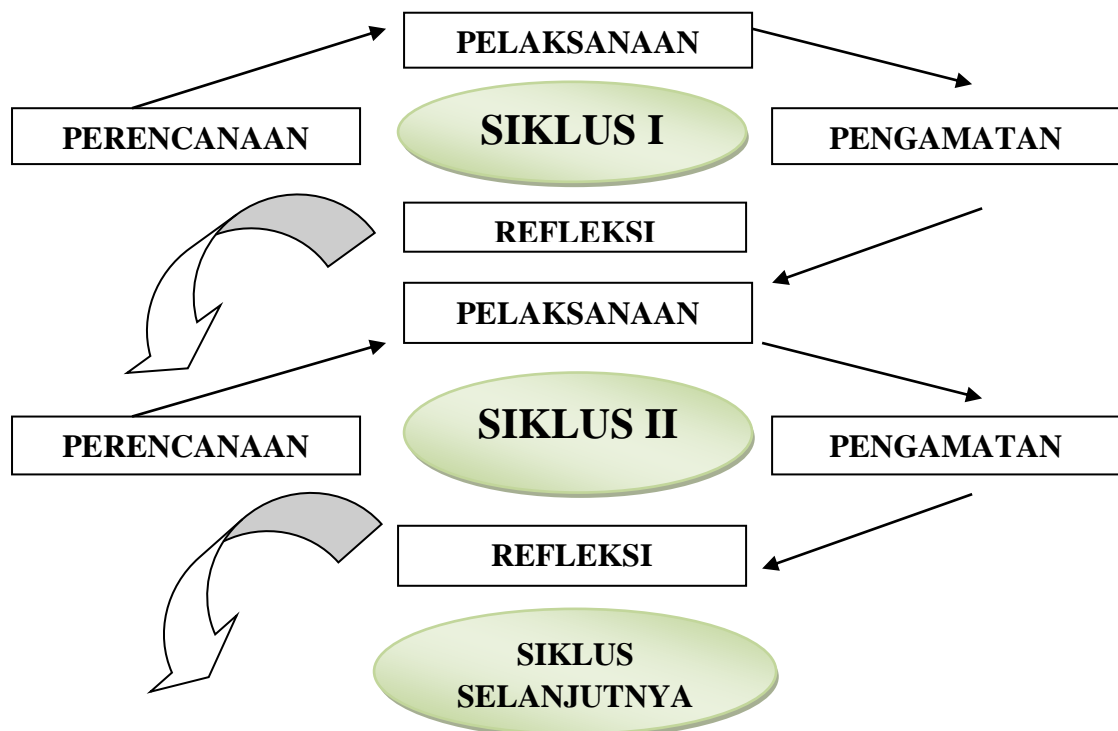 PELAKSANAAN
PERENCANAAN
SIKLUS I
PENGAMATAN
REFLEKSI
PELAKSANAAN
PERENCANAAN
SIKLUS II
PENGAMATAN
REFLEKSI
SIKLUS
SELANJUTNYA